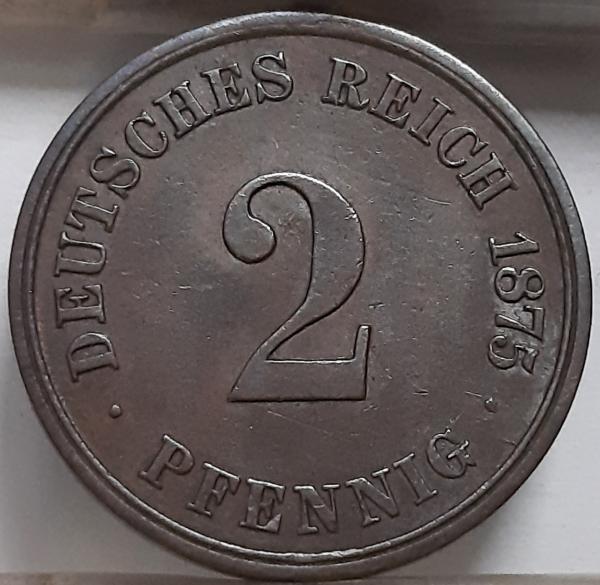 DEUTSCHES REICH 1875
2
· PFENNIG ·